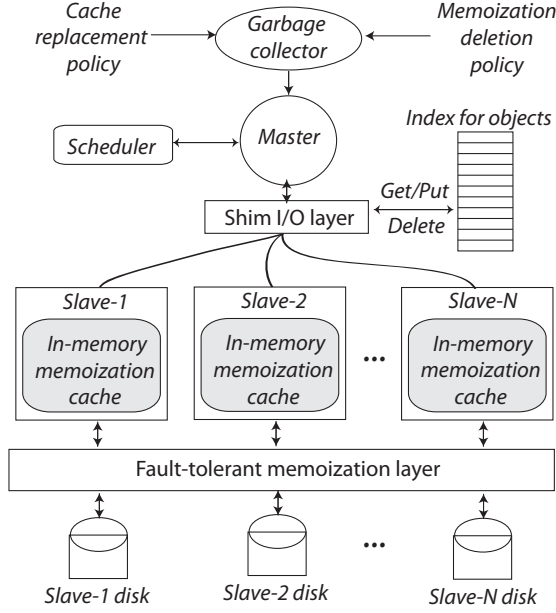 Cache
replacement
policy
Garbage
collector
Memoization
deletion
policy
Scheduler
Master
Index for objects
Get/Put
Delete
Shim I/O layer
Slave-1
Slave-2
Slave-N
In-memory
memoization
cache
In-memory
memoization
cache
...
In-memory
memoization
cache
Fault-tolerant memoization layer
...
Slave-1 disk
Slave-2 disk
Slave-N disk